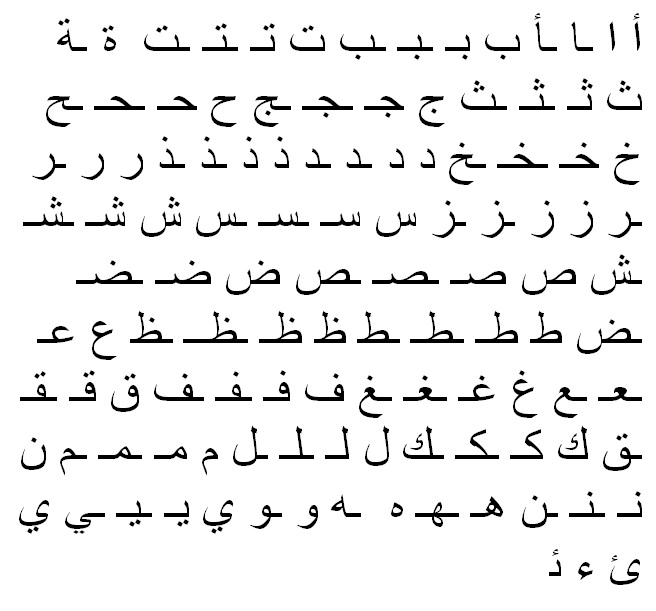 أ ا ـا ـأ ب بـ ـبـ ـب ت تـ ـتـ ـت ة ـة
ث ثـ ـثـ ـث ج جـ ـجـ ـج ح حـ ـحـ ـح
خ خـ ـخـ ـخ د د ـد ـد ذ ذ ـذ ـذ ر ر ـر
ـر ز ز ـز ـز س سـ ـسـ ـس ش شـ ـشـ
ـش ص صـ ـصـ ـص ض ضـ ـضـ
ـض ط طـ ـطـ ـط ظ ظـ ـظـ ـظ ع عـ
ـعـ ـع غ غـ ـغـ ـغ ف فـ ـفـ ـف ق قـ ـقـ
ـق ك كـ ـكـ ـك ل لـ ـلـ ـل م مـ ـمـ ـم ن
نـ ـنـ ـن هـ ـهـ ه ـه و ـو ي يـ ـيـ ـي ي
ئ ء ئـ